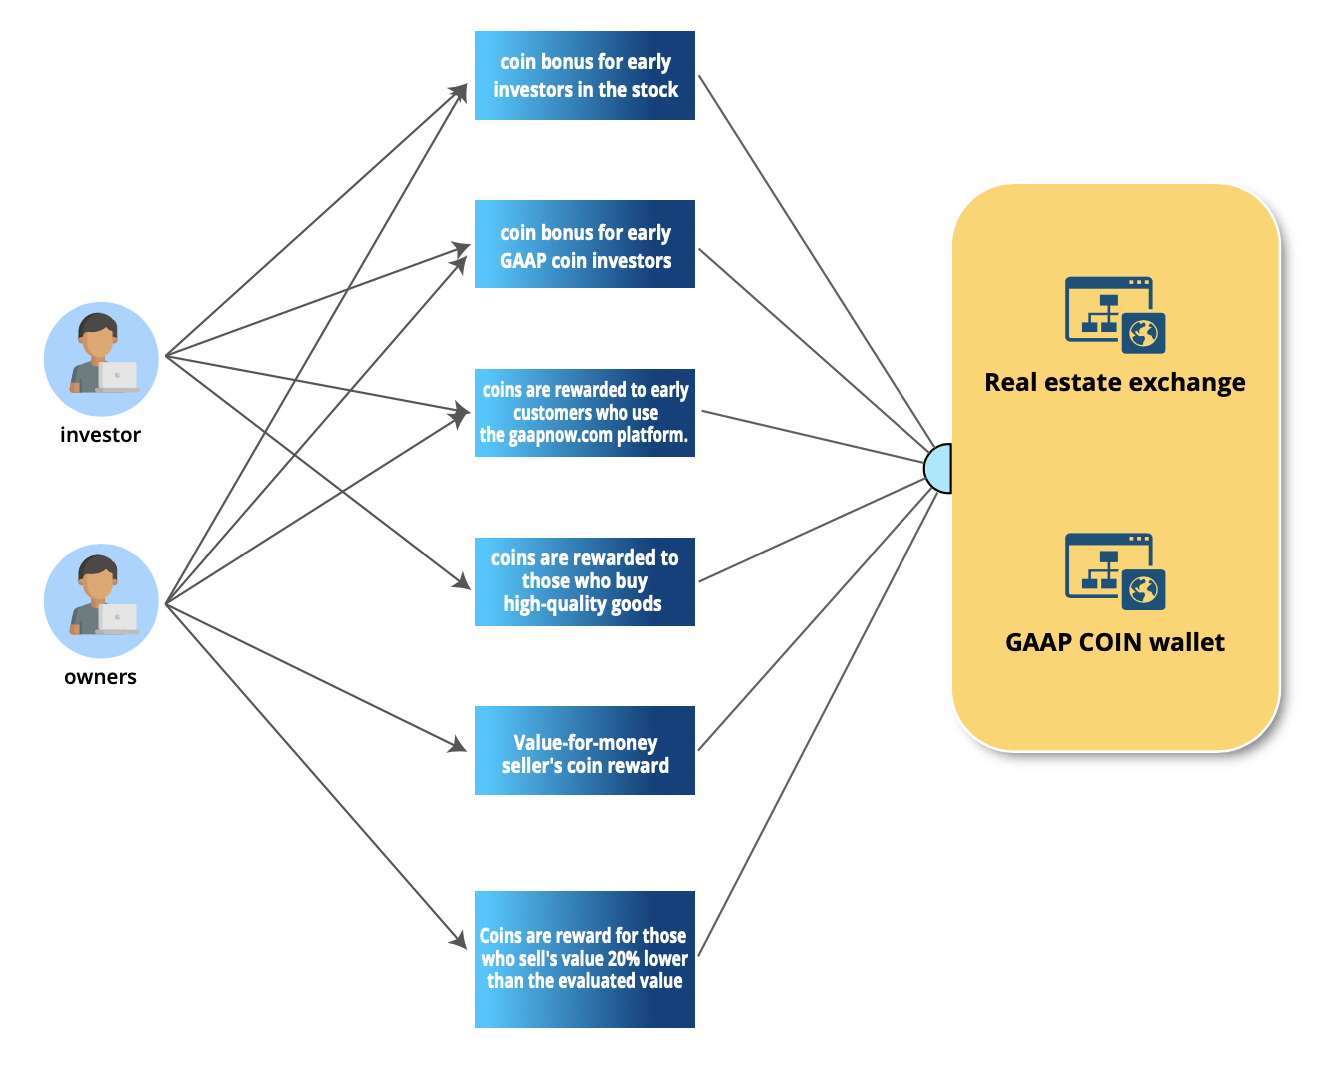 coin bonus for early
investors in the stock
coin bonus for early
GAAP coin investors
coins are rewarded to early
customers who use
the gaapnow.com platform.
coins are rewarded to
those who buy
high-quality goods
Value-for-money
seller's coin reward
Coins are reward for those
who sell's value 20% lower
than the evaluated value
investor
owners
Real estate exchange
GAAP COIN wallet